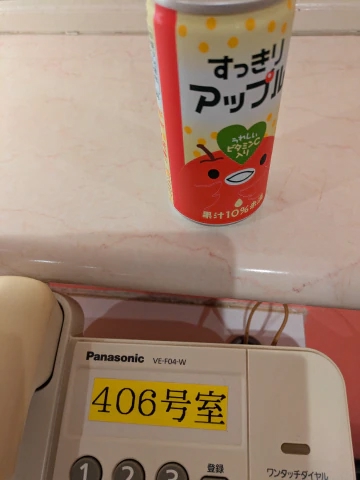 すっきり
アップル
うれしい
ビタミンC
入り
果汁10%未満
Panasonic VE-F04-W
406号室
1 2 3 登録
ワンタッチダイヤル